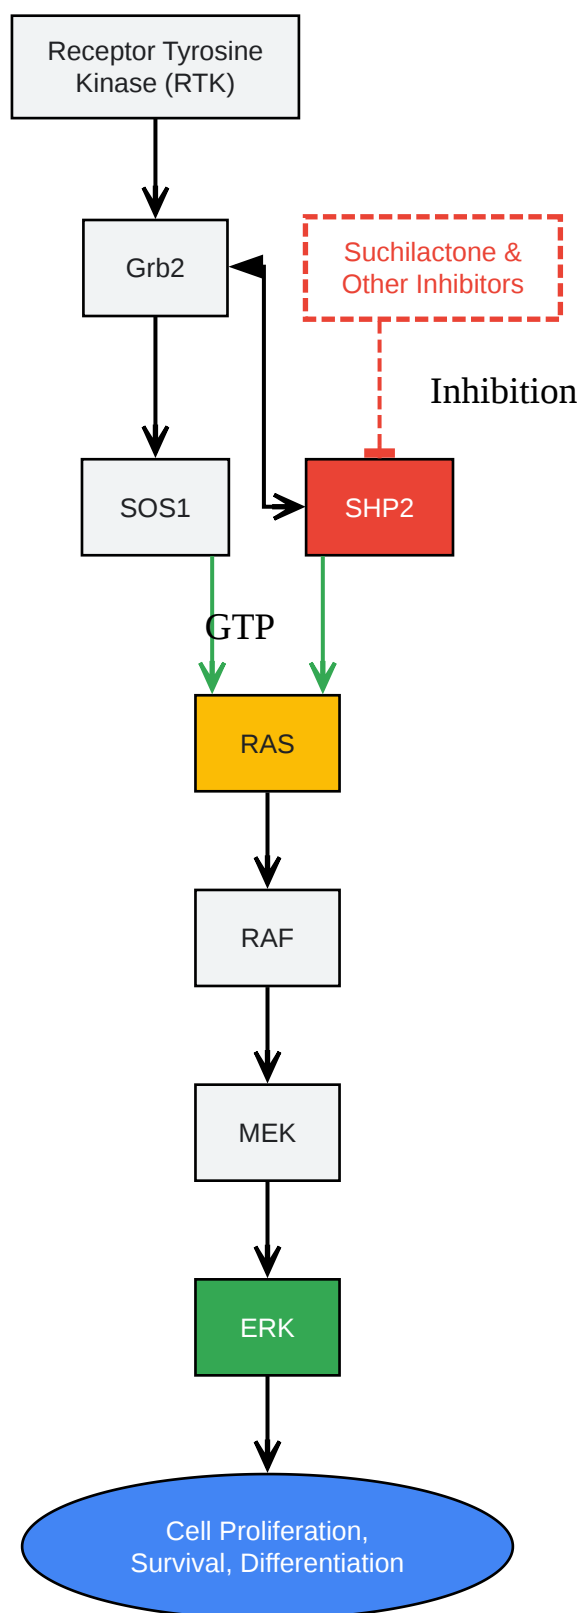 Receptor Tyrosine
Kinase (RTK)
Grb2
Suchilactone &
Other Inhibitors
Inhibition
SOS1
SHP2
GTP
RAS
RAF
MEK
ERK
Cell Proliferation,
Survival, Differentiation